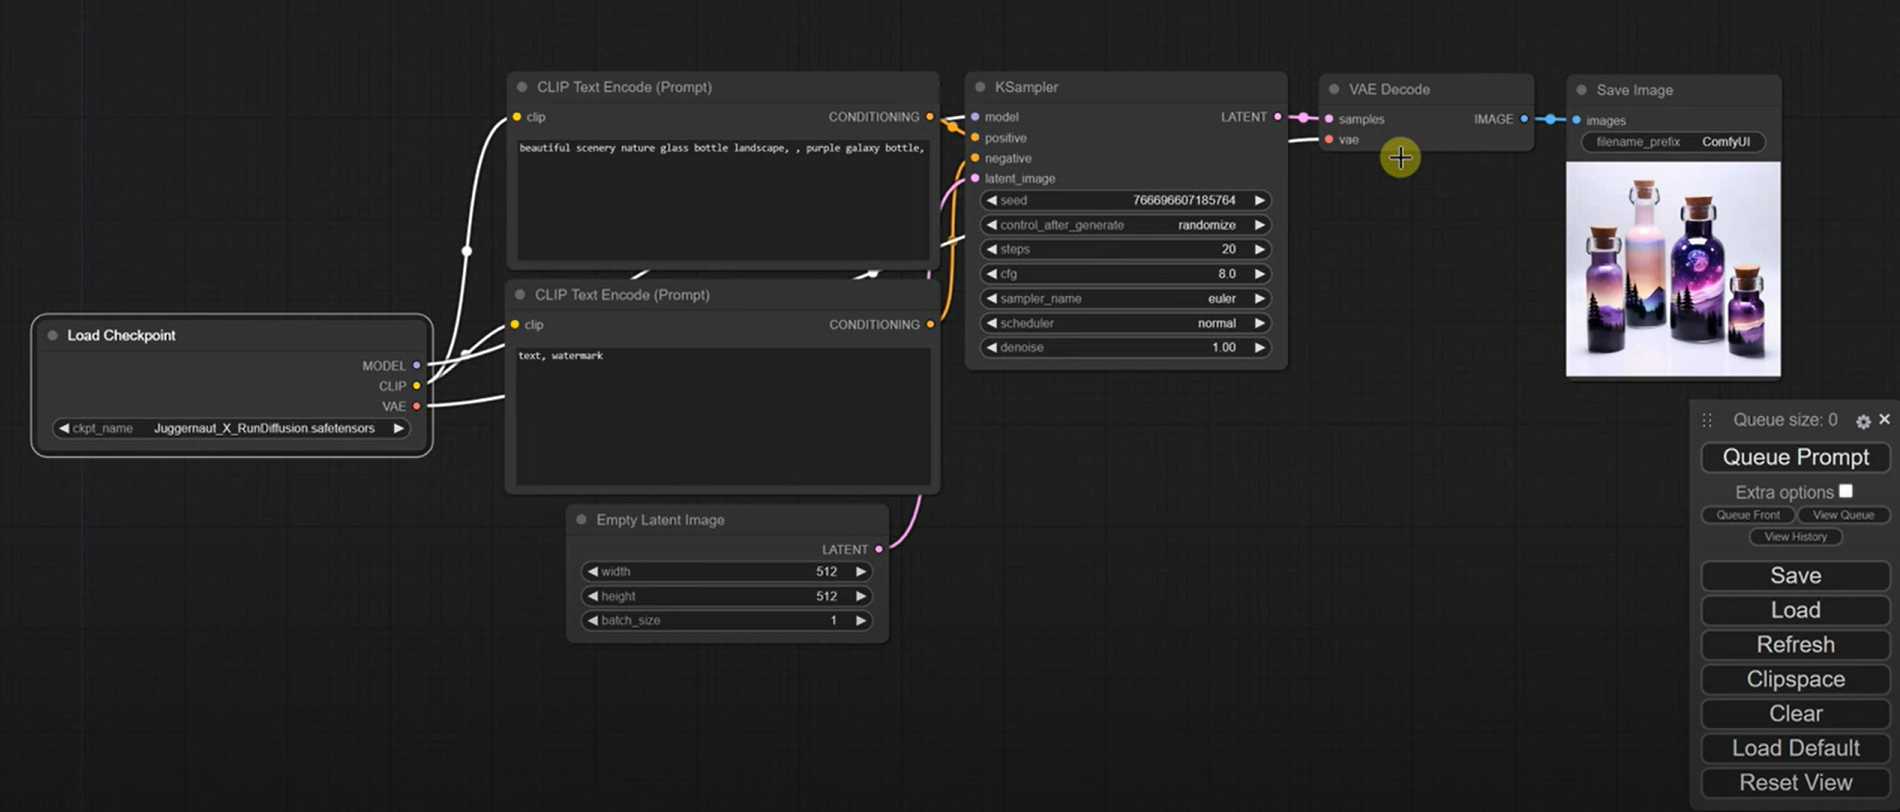 Load Checkpoint
MODEL
CLIP
VAE
ckpt_name Juggernaut_X_RunDiffusion.safetensors
CLIP Text Encode (Prompt)
clip CONDITIONING
beautiful scenery nature glass bottle landscape, , purple galaxy bottle,
CLIP Text Encode (Prompt)
clip CONDITIONING
text, watermark
Empty Latent Image
LATENT
width 512
height 512
batch_size 1
KSampler
model LATENT
positive
negative
latent_image
seed 766696607185764
control_after_generate randomize
steps 20
cfg 8.0
sampler_name euler
scheduler normal
denoise 1.00
VAE Decode
samples IMAGE
vae
Save Image
images
filename_prefix ComfyUI
Queue size: 0
Queue Prompt
Extra options
Queue Front View Queue
View History
Save
Load
Refresh
Clipspace
Clear
Load Default
Reset View